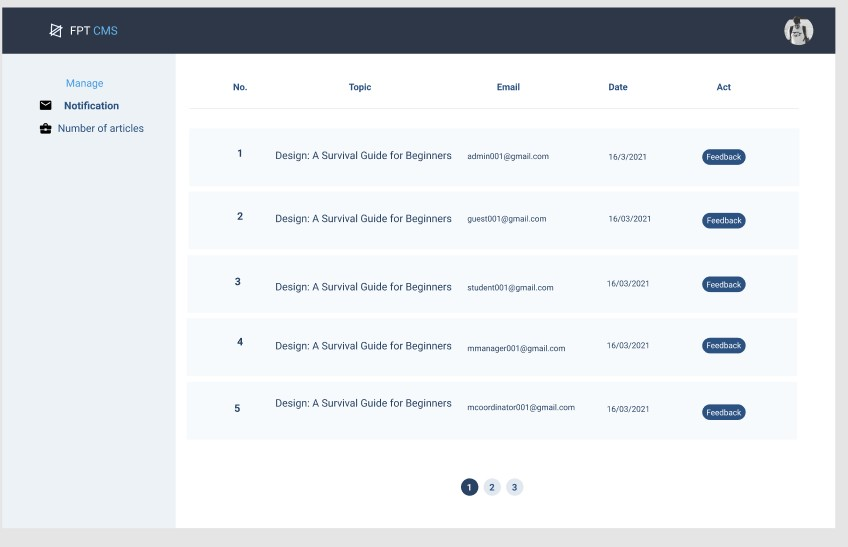 FPT CMS
Manage
Notification
Number of articles
No. Topic Email Date Act
1 Design: A Survival Guide for Beginners admin001@gmail.com 16/3/2021 Feedback
2 Design: A Survival Guide for Beginners guest001@gmail.com 16/03/2021 Feedback
3 Design: A Survival Guide for Beginners student001@gmail.com 16/03/2021 Feedback
4 Design: A Survival Guide for Beginners mmanager001@gmail.com 16/03/2021 Feedback
5 Design: A Survival Guide for Beginners mcoordinator001@gmail.com 16/03/2021 Feedback
1 2 3